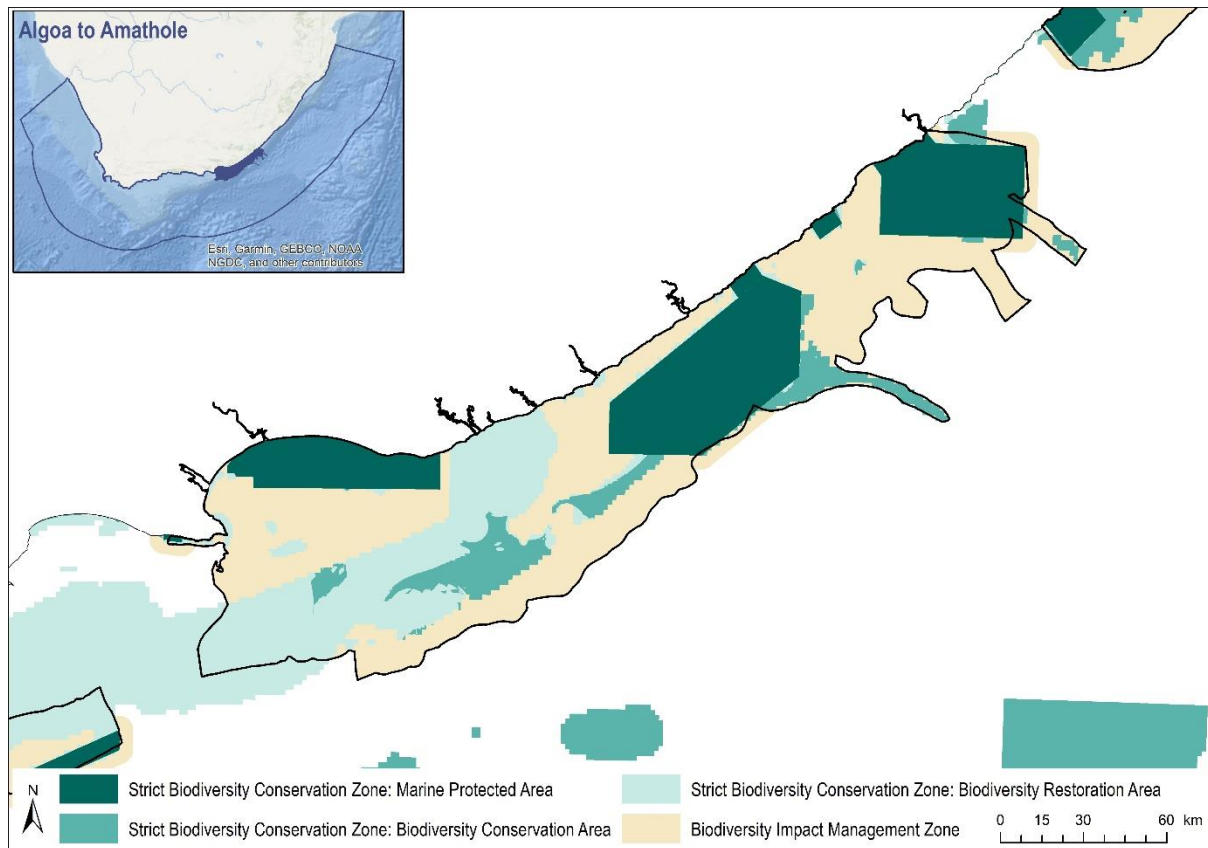 Algoa to Amathole
Esri, Garmin, GEBCO, NOAA
NGDC, and other contributors
N
Strict Biodiversity Conservation Zone: Marine Protected Area
Strict Biodiversity Conservation Zone: Biodiversity Conservation Area
Strict Biodiversity Conservation Zone: Biodiversity Restoration Area
Biodiversity Impact Management Zone
0 15 30 60 km